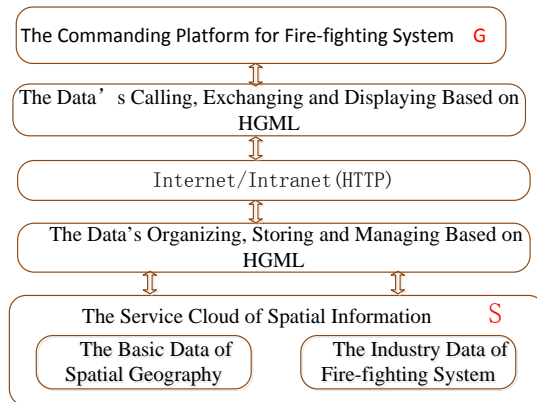 The Commanding Platform for Fire-fighting System G
The Data’s Calling, Exchanging and Displaying Based on
HGML
Internet/Intranet(HTTP)
The Data’s Organizing, Storing and Managing Based on
HGML
The Service Cloud of Spatial Information S
The Basic Data of
Spatial Geography
The Industry Data of
Fire-fighting System